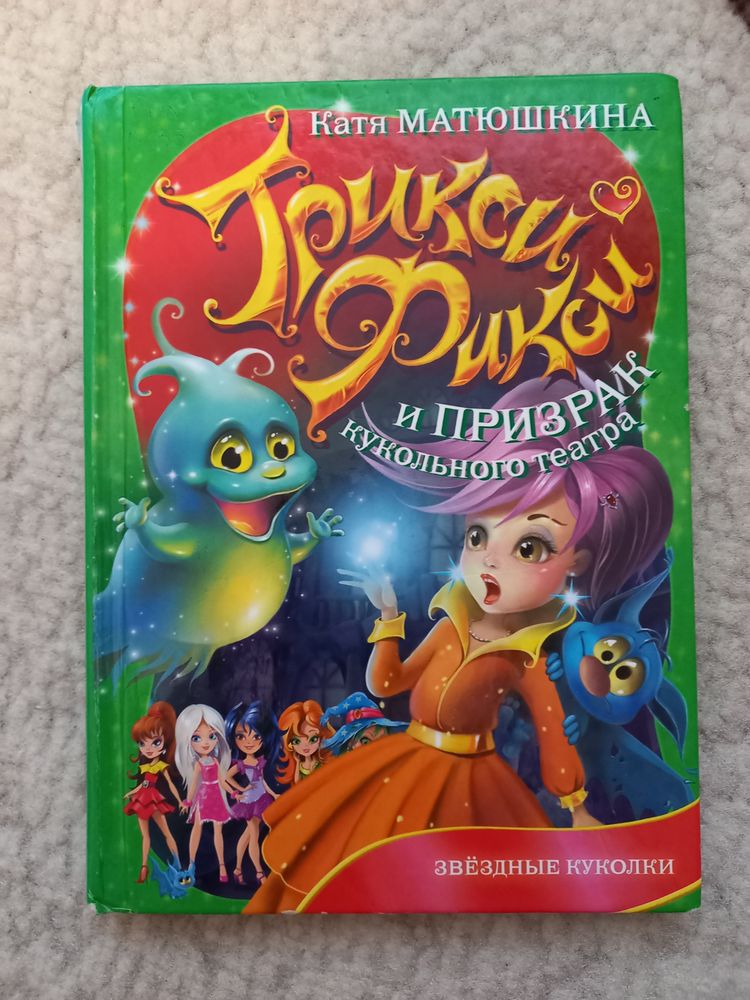 Катя МАТЮШКИНА
Трикси
Фикси
и ПРИЗРАК
кукольного театра
ЗВЁЗДНЫЕ КУКОЛКИ